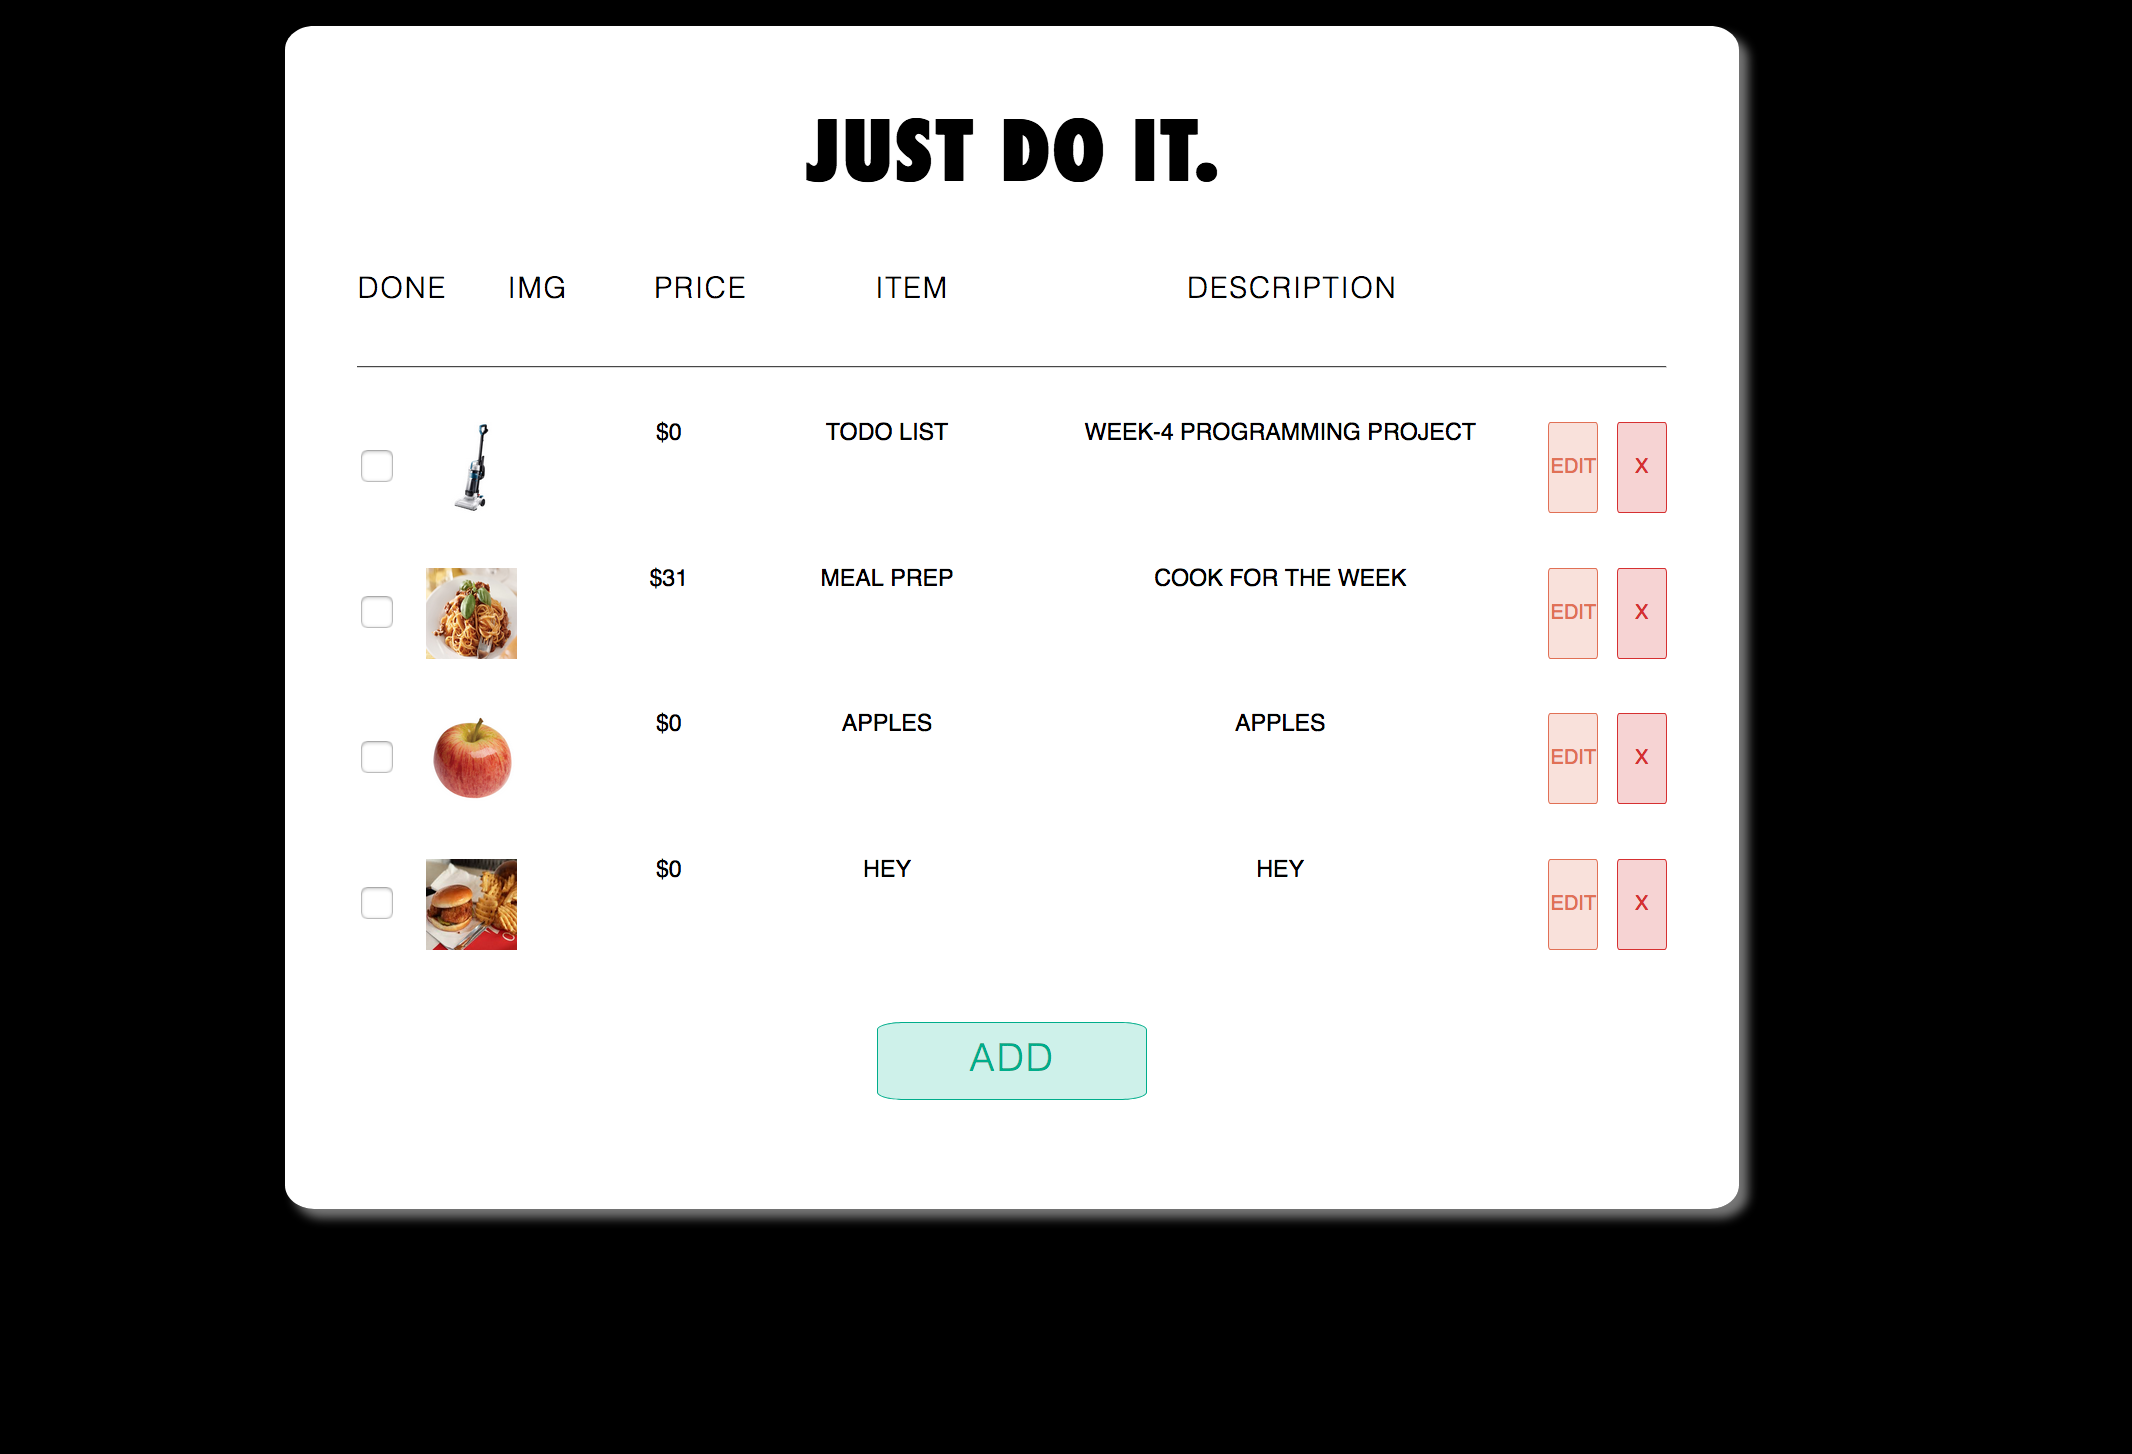 JUST DO IT.
DONE IMG PRICE ITEM DESCRIPTION
$0 TODO LIST WEEK-4 PROGRAMMING PROJECT EDIT X
$31 MEAL PREP COOK FOR THE WEEK EDIT X
$0 APPLES APPLES EDIT X
$0 HEY HEY EDIT X
ADD